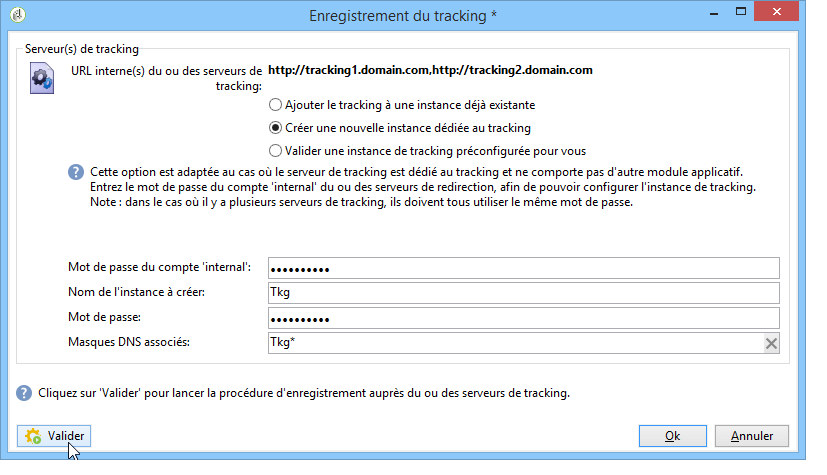 Enregistrement du tracking *
Serveur(s) de tracking
URL interne(s) du ou des serveurs de
tracking:
http://tracking1.domain.com,http://tracking2.domain.com
Ajouter le tracking à une instance déjà existante
Créer une nouvelle instance dédiée au tracking
Valider une instance de tracking préconfigurée pour vous
Cette option est adaptée au cas où le serveur de tracking est dédié au tracking et ne comporte pas d'autre module applicatif.
Entrez le mot de passe du compte 'internal' du ou des serveurs de redirection, afin de pouvoir configurer l'instance de tracking.
Note : dans le cas où il y a plusieurs serveurs de tracking, ils doivent tous utiliser le même mot de passe.
Mot de passe du compte 'internal': ••••••••••
Nom de l'instance à créer: Tkg
Mot de passe: ••••••••••
Masques DNS associés: Tkg*
Cliquez sur 'Valider' pour lancer la procédure d'enregistrement auprès du ou des serveurs de tracking.
Valider Ok Annuler